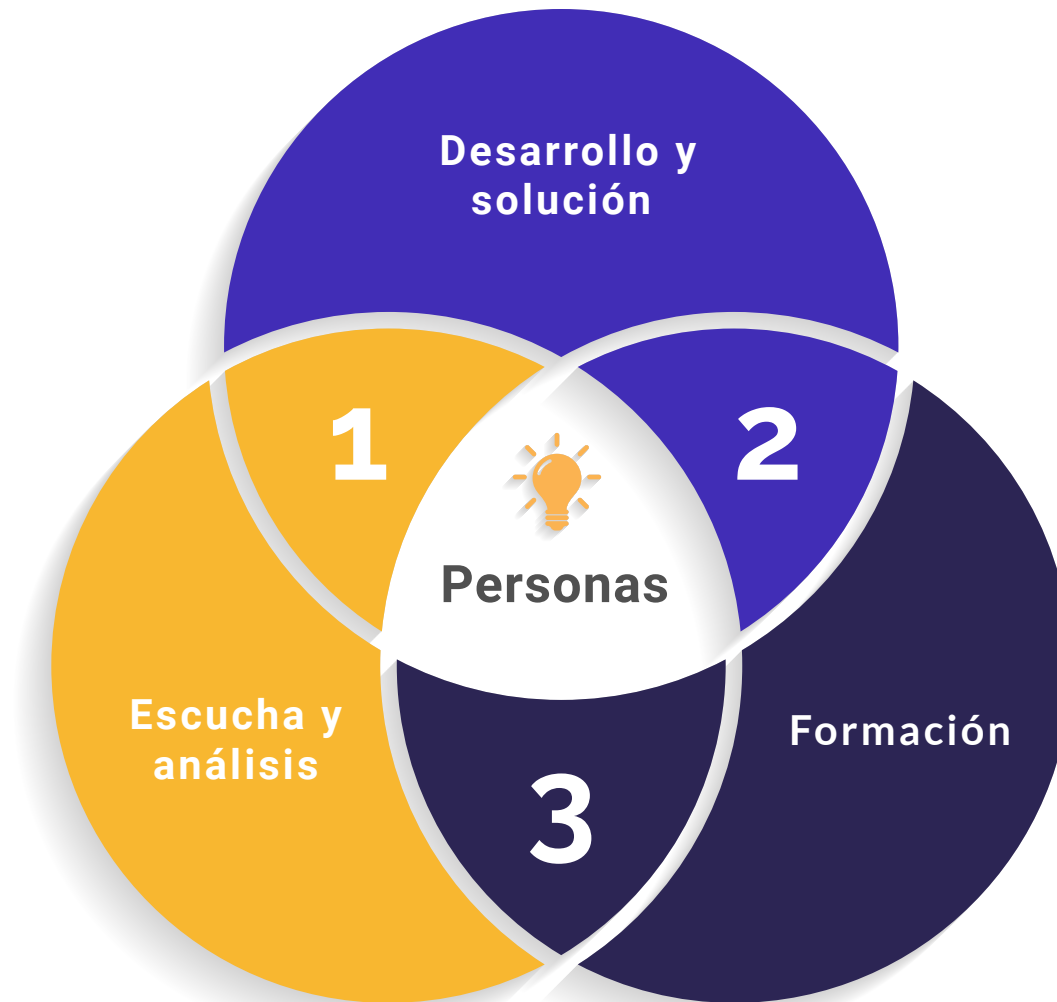 Desarrollo y
solución
1
2
Personas
Escucha y
análisis
Formación
3